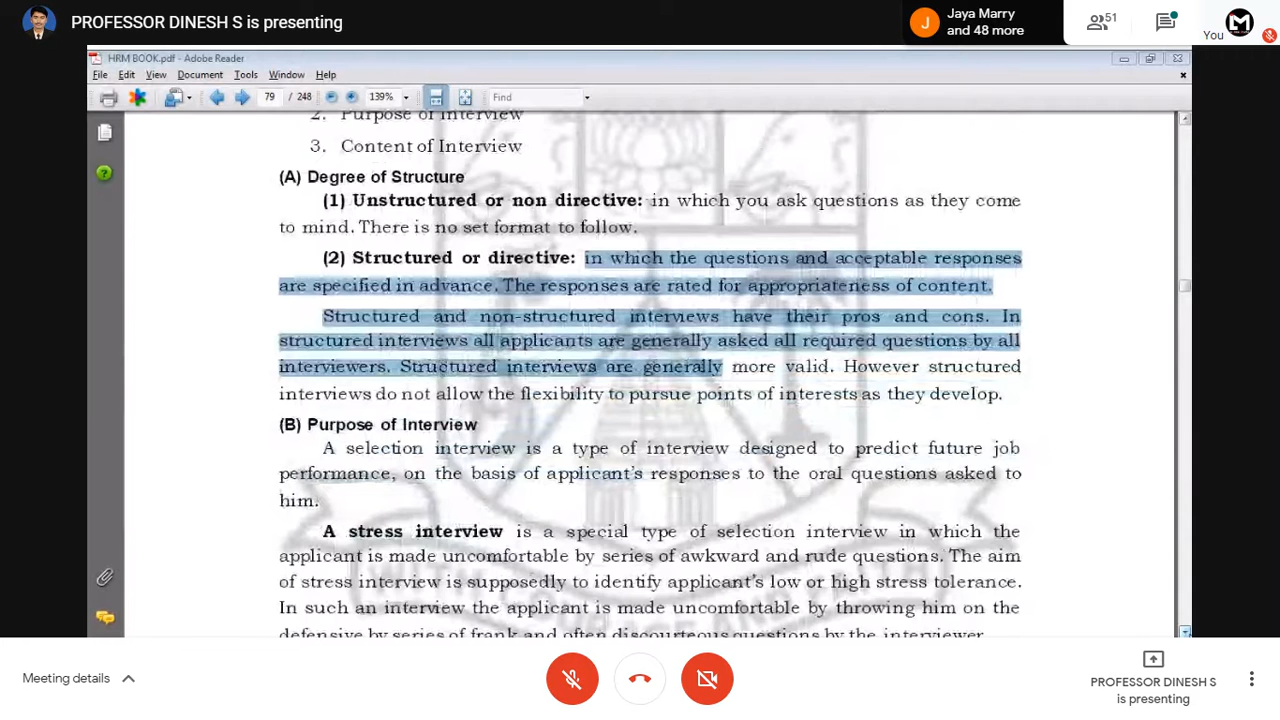 PROFESSOR DINESH S is presenting
J
Jaya Marry
and 48 more
51
You
M
HRM BOOK.pdf - Adobe Reader
File Edit View Document Tools Window Help
79 / 248 139% Find
2. Purpose of Interview
3. Content of Interview
(A) Degree of Structure
(1) Unstructured or non directive: in which you ask questions as they come
to mind. There is no set format to follow.
(2) Structured or directive: in which the questions and acceptable responses
are specified in advance. The responses are rated for appropriateness of content.
Structured and non-structured interviews have their pros and cons. In
structured interviews all applicants are generally asked all required questions by all
interviewers. Structured interviews are generally more valid. However structured
interviews do not allow the flexibility to pursue points of interests as they develop.
(B) Purpose of Interview
A selection interview is a type of interview designed to predict future job
performance, on the basis of applicant's responses to the oral questions asked to
him.
A stress interview is a special type of selection interview in which the
applicant is made uncomfortable by series of awkward and rude questions. The aim
of stress interview is supposedly to identify applicant's low or high stress tolerance.
In such an interview the applicant is made uncomfortable by throwing him on the
defensive by series of frank and often discourteous questions by the interviewer.
Meeting details
PROFESSOR DINESH S
is presenting